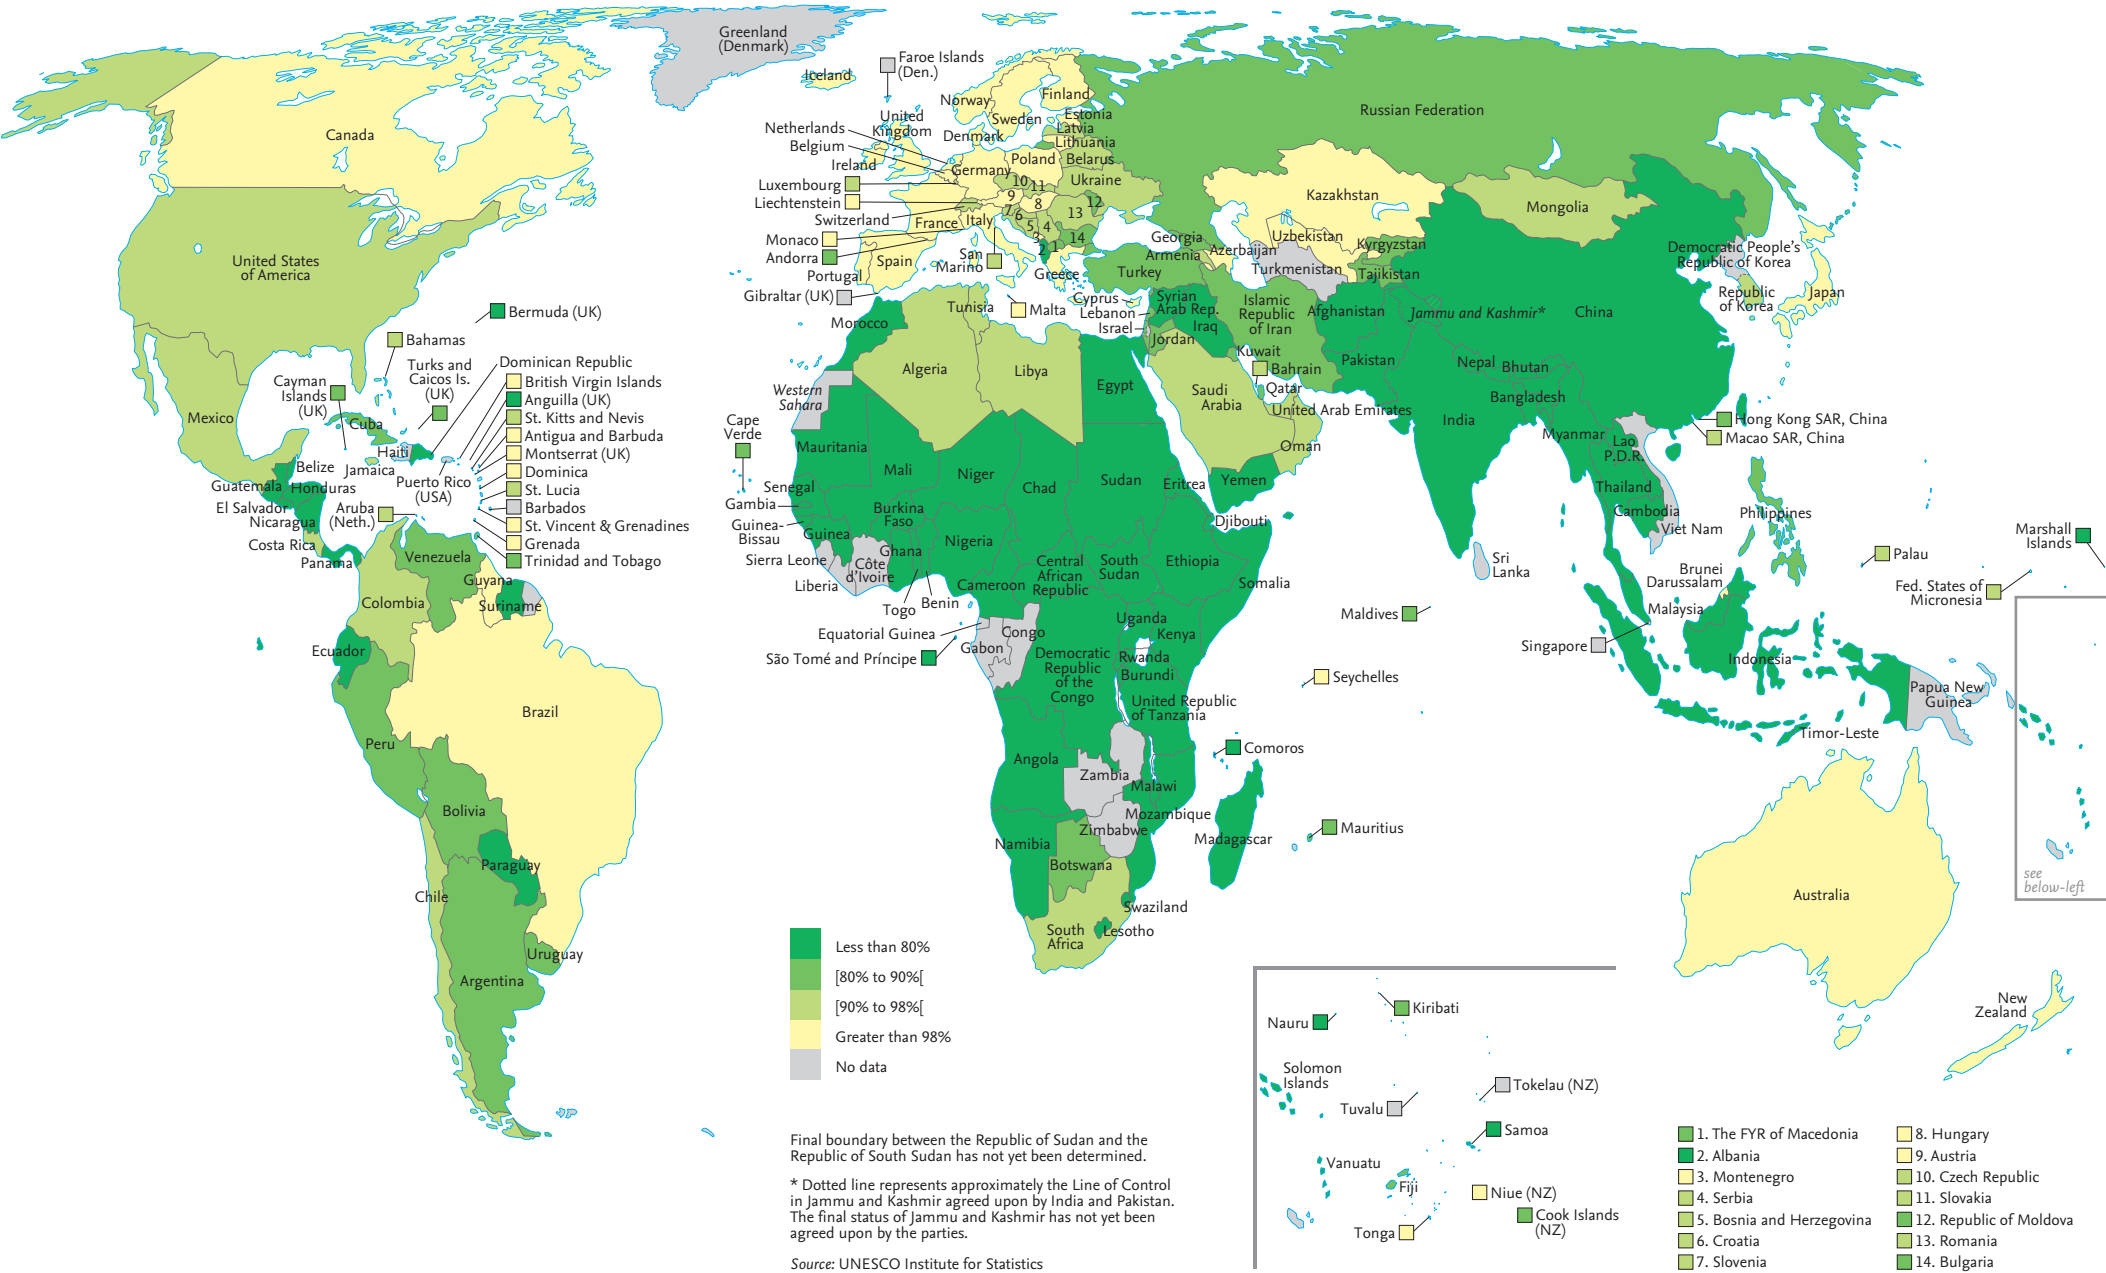 Greenland
(Denmark)
Faroe Islands
(Den.)
Iceland
Norway
Finland
Sweden
Estonia
Latvia
Lithuania
Denmark
United
Kingdom
Netherlands
Belgium
Ireland
Poland
Belarus
Germany
Ukraine
Luxembourg
Liechtenstein
Switzerland
France
Italy
Monaco
Andorra
Portugal
Spain
San
Marino
Greece
Gibraltar (UK)
Malta
10
11
9
8
12
7
6
13
5
4
3
14
2
1
Russian Federation
Canada
United States
of America
Kazakhstan
Mongolia
Georgia
Armenia
Azerbaijan
Uzbekistan
Kyrgyzstan
Turkmenistan
Tajikistan
Turkey
Cyprus
Lebanon
Israel
Syrian
Arab Rep.
Iraq
Jordan
Islamic
Republic
of Iran
Afghanistan
Jammu and Kashmir*
China
Democratic People's
Republic of Korea
Republic
of Korea
Japan
Kuwait
Bahrain
Qatar
Pakistan
Nepal
Bhutan
Bangladesh
India
Saudi
Arabia
United Arab Emirates
Oman
Yemen
Myanmar
Lao
P.D.R.
Hong Kong SAR, China
Macao SAR, China
Thailand
Cambodia
Viet Nam
Philippines
Sri
Lanka
Maldives
Brunei
Darussalam
Malaysia
Singapore
Indonesia
Timor-Leste
Papua New
Guinea
Palau
Fed. States of
Micronesia
Marshall
Islands
see
below-left
Australia
New
Zealand
Bermuda (UK)
Bahamas
Turks and
Caicos Is.
(UK)
Cayman
Islands
(UK)
Mexico
Cuba
Haiti
Jamaica
Belize
Guatemala
Honduras
El Salvador
Nicaragua
Costa Rica
Panama
Puerto Rico
(USA)
Aruba
(Neth.)
Dominican Republic
British Virgin Islands
Anguilla (UK)
St. Kitts and Nevis
Antigua and Barbuda
Montserrat (UK)
Dominica
St. Lucia
Barbados
St. Vincent & Grenadines
Grenada
Trinidad and Tobago
Venezuela
Guyana
Suriname
Colombia
Ecuador
Peru
Brazil
Bolivia
Paraguay
Chile
Argentina
Uruguay
Morocco
Tunisia
Algeria
Libya
Egypt
Western
Sahara
Cape
Verde
Mauritania
Mali
Niger
Chad
Sudan
Eritrea
Djibouti
Senegal
Gambia
Guinea-
Bissau
Guinea
Sierra Leone
Liberia
Burkina
Faso
Ghana
Côte
d'Ivoire
Togo
Benin
Nigeria
Cameroon
Central
African
Republic
South
Sudan
Ethiopia
Somalia
Equatorial Guinea
São Tomé and Príncipe
Gabon
Congo
Democratic
Republic
of the
Congo
Uganda
Kenya
Rwanda
Burundi
United Republic
of Tanzania
Seychelles
Comoros
Angola
Zambia
Malawi
Mozambique
Zimbabwe
Madagascar
Mauritius
Namibia
Botswana
Swaziland
South
Africa
Lesotho
Less than 80%
[80% to 90%[
[90% to 98%[
Greater than 98%
No data
Final boundary between the Republic of Sudan and the
Republic of South Sudan has not yet been determined.
* Dotted line represents approximately the Line of Control
in Jammu and Kashmir agreed upon by India and Pakistan.
The final status of Jammu and Kashmir has not yet been
agreed upon by the parties.
Source: UNESCO Institute for Statistics
Kiribati
Nauru
Solomon
Islands
Tokelau (NZ)
Tuvalu
Samoa
Vanuatu
Fiji
Niue (NZ)
Cook Islands
(NZ)
Tonga
1. The FYR of Macedonia
2. Albania
3. Montenegro
4. Serbia
5. Bosnia and Herzegovina
6. Croatia
7. Slovenia
8. Hungary
9. Austria
10. Czech Republic
11. Slovakia
12. Republic of Moldova
13. Romania
14. Bulgaria